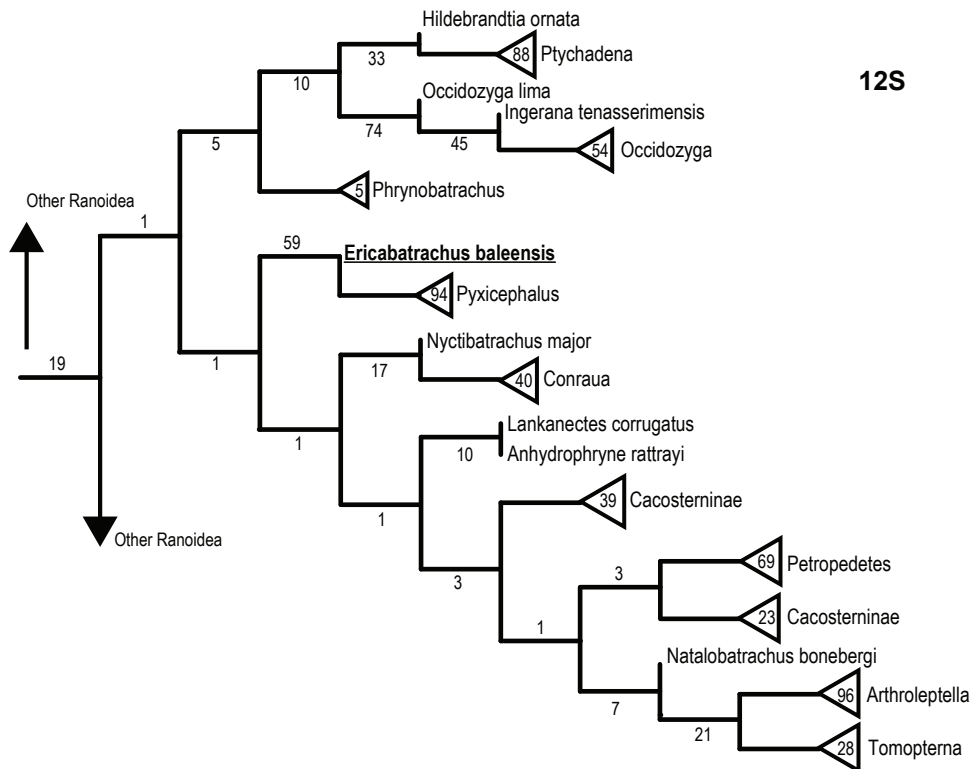 Hildebrandtia ornata
33
88
Ptychadena
12S
10
Occidozyga lima
Ingerana tenasserimensis
74
45
54
Occidozyga
5
5
Phrynobatrachus
Other Ranoidea
1
59
Ericabatrachus baleensis
94
Pyxicephalus
Nyctibatrachus major
19
1
17
40
Conraua
Lankanectes corrugatus
1
10
Anhydrophryne rattrayi
39
Cacosterninae
1
Other Ranoidea
69
Petropedetes
3
3
23
Cacosterninae
1
Natalobatrachus bonebergi
96
Arthroleptella
7
21
28
Tomopterna